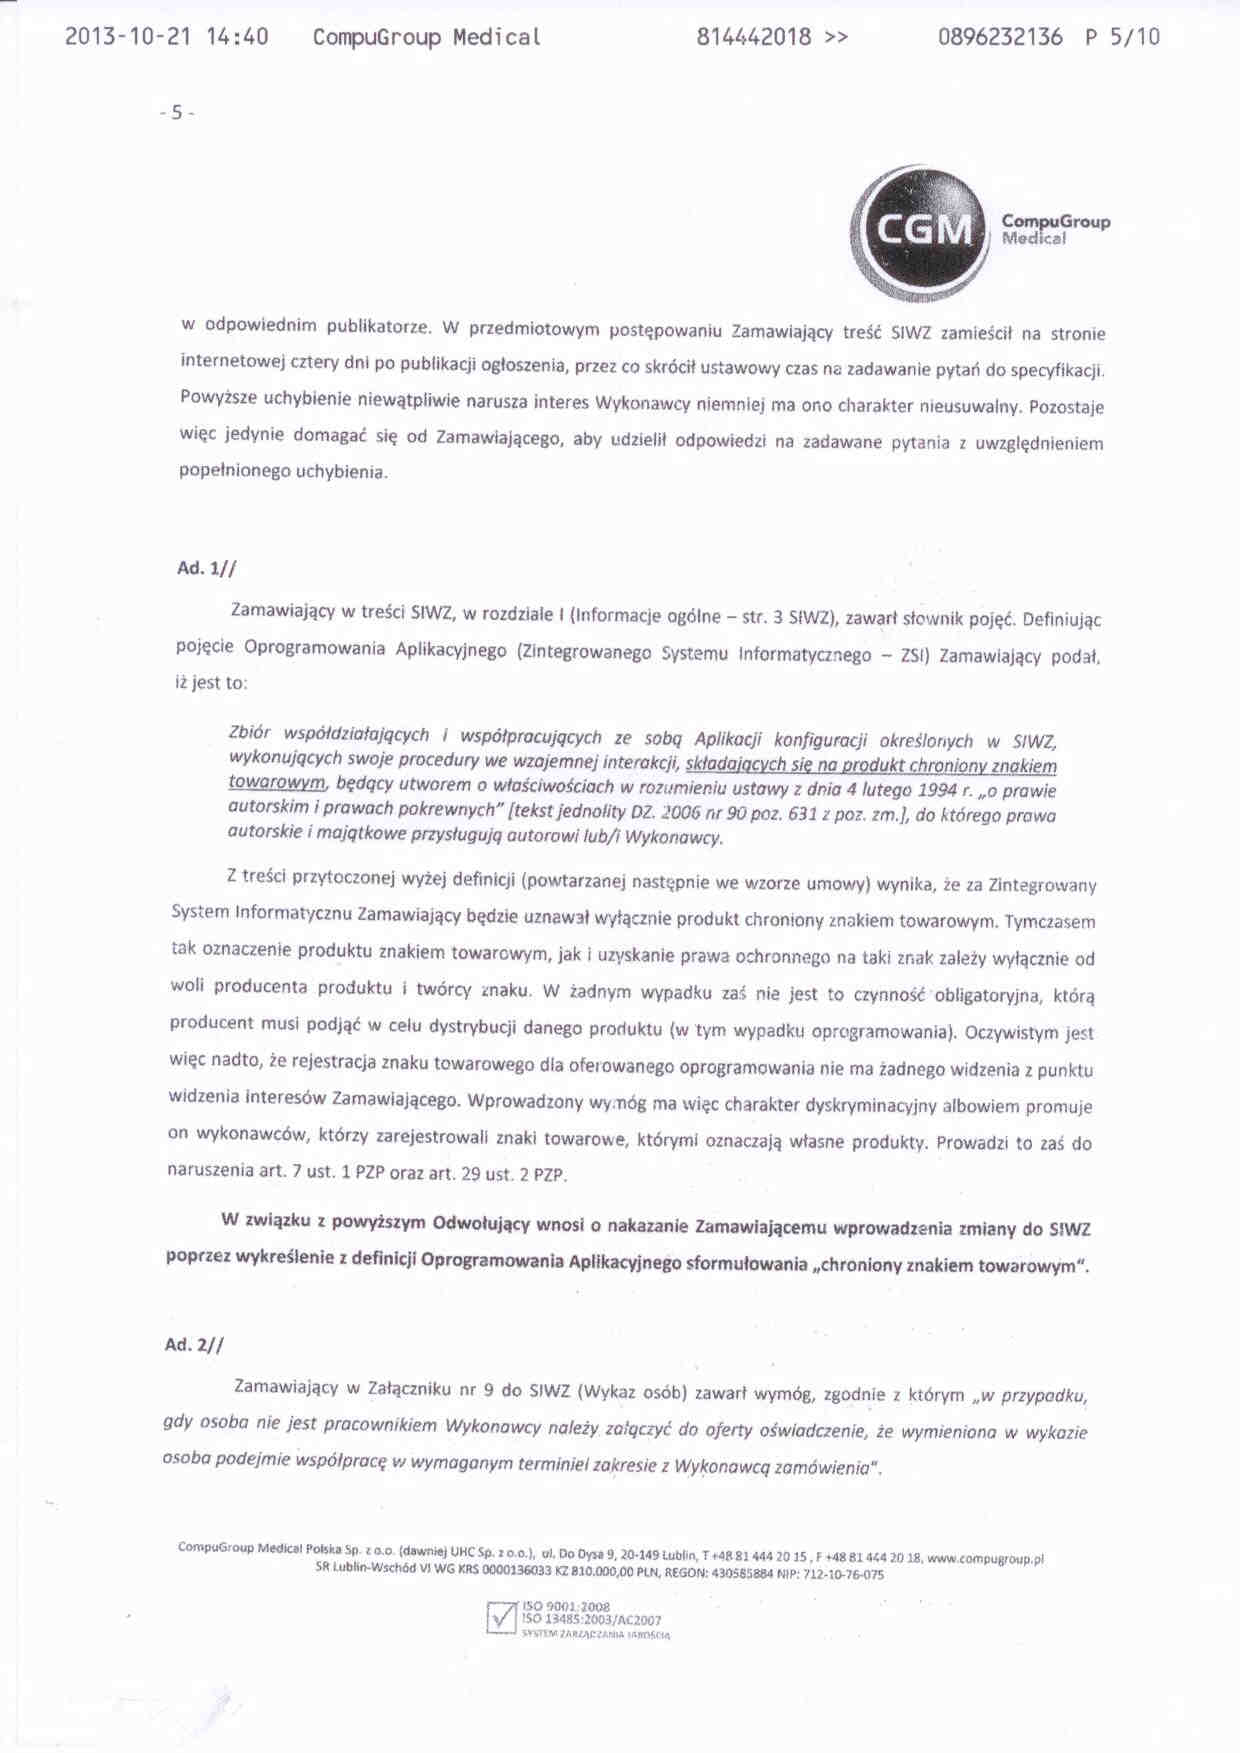 2013-10-21 14:40 CompuGroup Medical 814442018 >> 0896232136 P 5/10
- 5 -
CGM CompuGroup
Medical
w odpowiednim publikatorze. W przedmiotowym postępowaniu Zamawiający treść SIWZ zamieścił na stronie
internetowej cztery dni po publikacji ogłoszenia, przez co skrócił ustawowy czas na zadawanie pytań do specyfikacji.
Powyższe uchybienie niewątpliwie narusza interes Wykonawcy niemniej ma ono charakter nieusuwalny. Pozostaje
więc jedynie domagać się od Zamawiającego, aby udzielił odpowiedzi na zadawane pytania z uwzględnieniem
popełnionego uchybienia.
Ad. 1//
Zamawiający w treści SIWZ, w rozdziale I (Informacje ogólne – str. 3 SIWZ), zawarł słownik pojęć. Definiując
pojęcie Oprogramowania Aplikacyjnego (Zintegrowanego Systemu Informatycznego – ZSI) Zamawiający podał,
iż jest to:
Zbiór współdziałających i współpracujących ze sobą Aplikacji konfiguracji określonych w SIWZ,
wykonujących swoje procedury we wzajemnej interakcji, składających się na produkt chroniony znakiem
towarowym, będący utworem o właściwościach w rozumieniu ustawy z dnia 4 lutego 1994 r. „o prawie
autorskim i prawach pokrewnych" [tekst jednolity DZ. 2006 nr 90 poz. 631 z poz. zm.], do którego prawa
autorskie i majątkowe przysługują autorowi lub/i Wykonawcy.
Z treści przytoczonej wyżej definicji (powtarzanej następnie we wzorze umowy) wynika, że za Zintegrowany
System Informatycznu Zamawiający będzie uznawał wyłącznie produkt chroniony znakiem towarowym. Tymczasem
tak oznaczenie produktu znakiem towarowym, jak i uzyskanie prawa ochronnego na taki znak zależy wyłącznie od
woli producenta produktu i twórcy znaku. W żadnym wypadku zaś nie jest to czynność obligatoryjna, którą
producent musi podjąć w celu dystrybucji danego produktu (w tym wypadku oprogramowania). Oczywistym jest
więc nadto, że rejestracja znaku towarowego dla oferowanego oprogramowania nie ma żadnego widzenia z punktu
widzenia interesów Zamawiającego. Wprowadzony wymóg ma więc charakter dyskryminacyjny albowiem promuje
on wykonawców, którzy zarejestrowali znaki towarowe, którymi oznaczają własne produkty. Prowadzi to zaś do
naruszenia art. 7 ust. 1 PZP oraz art. 29 ust. 2 PZP.
W związku z powyższym Odwołujący wnosi o nakazanie Zamawiającemu wprowadzenia zmiany do SIWZ
poprzez wykreślenie z definicji Oprogramowania Aplikacyjnego sformułowania „chroniony znakiem towarowym".
Ad. 2//
Zamawiający w Załączniku nr 9 do SIWZ (Wykaz osób) zawarł wymóg, zgodnie z którym „w przypadku,
gdy osoba nie jest pracownikiem Wykonawcy należy załączyć do oferty oświadczenie, że wymieniona w wykazie
osoba podejmie współpracę w wymaganym terminiei zakresie z Wykonawcą zamówienia".
CompuGroup Medical Polska Sp. z o.o. (dawniej UHC Sp. z o.o.), ul. Do Dysa 9, 20-149 Lublin, T +48 81 444 20 15 , F +48 81 444 20 18, www.compugroup.pl
SR Lublin-Wschód VI WG KRS 0000136033 KZ 810.000,00 PLN, REGON: 430585884 NIP: 712-10-76-075
ISO 9001:2008
ISO 13485:2003/AC2007
SYSTEM ZARZĄDZANIA JAKOŚCIĄ